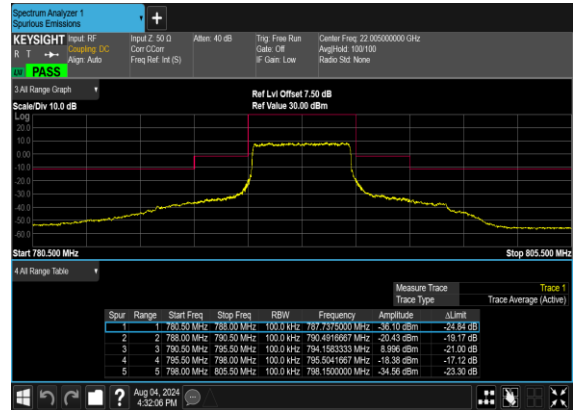 Spectrum Analyzer 1
Spurious Emissions
KEYSIGHT Input: RF Input Z: 50 Ω Atten: 40 dB Trig: Free Run Center Freq: 22.005000000 GHz
R T Coupling: DC Corr CCorr Gate: Off Avg|Hold: 100/100
Align: Auto Freq Ref: Int (S) IF Gain: Low Radio Std: None
PASS
3 All Range Graph
Ref Lvl Offset 7.50 dB
Scale/Div 10.0 dB Ref Value 30.00 dBm
Log
20.0
10.0
0.00
-10.0
-20.0
-30.0
-40.0
-50.0
-60.0
Start 780.500 MHz Stop 805.500 MHz
4 All Range Table
Measure Trace Trace 1
Trace Type Trace Average (Active)
Spur Range Start Freq Stop Freq RBW Frequency Amplitude ΔLimit
1 1 780.50 MHz 788.00 MHz 100.0 kHz 787.7375000 MHz -36.10 dBm -24.84 dB
2 2 788.00 MHz 790.50 MHz 100.0 kHz 790.4916667 MHz -20.43 dBm -19.17 dB
3 3 790.50 MHz 795.50 MHz 100.0 kHz 794.1583333 MHz 8.996 dBm -21.00 dB
4 4 795.50 MHz 798.00 MHz 100.0 kHz 795.5041667 MHz -18.38 dBm -17.12 dB
5 5 798.00 MHz 805.50 MHz 100.0 kHz 798.1500000 MHz -34.56 dBm -23.30 dB
Aug 04, 2024
4:32:06 PM